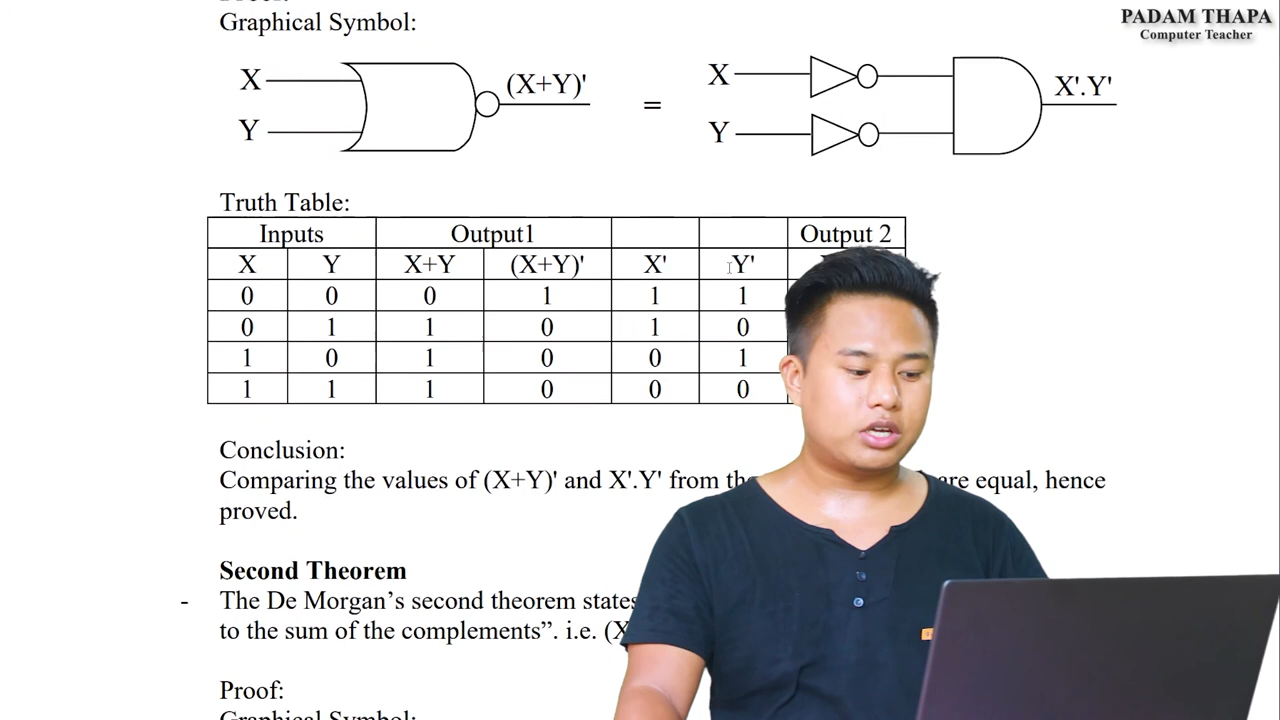 PADAM THAPA
Computer Teacher
Graphical Symbol:
X
Y
(X+Y)'
=
X
Y
X'.Y'
Truth Table:
Inputs Output1 Output 2
X Y X+Y (X+Y)' X' Y'
0 0 0 1 1 1
0 1 1 0 1 0
1 0 1 0 0 1
1 1 1 0 0 0
Conclusion:
Comparing the values of (X+Y)' and X'.Y' from are equal, hence
proved.
Second Theorem
- The De Morgan’s second theorem states
to the sum of the complements”. i.e. (X
Proof:
Graphical Symbol: